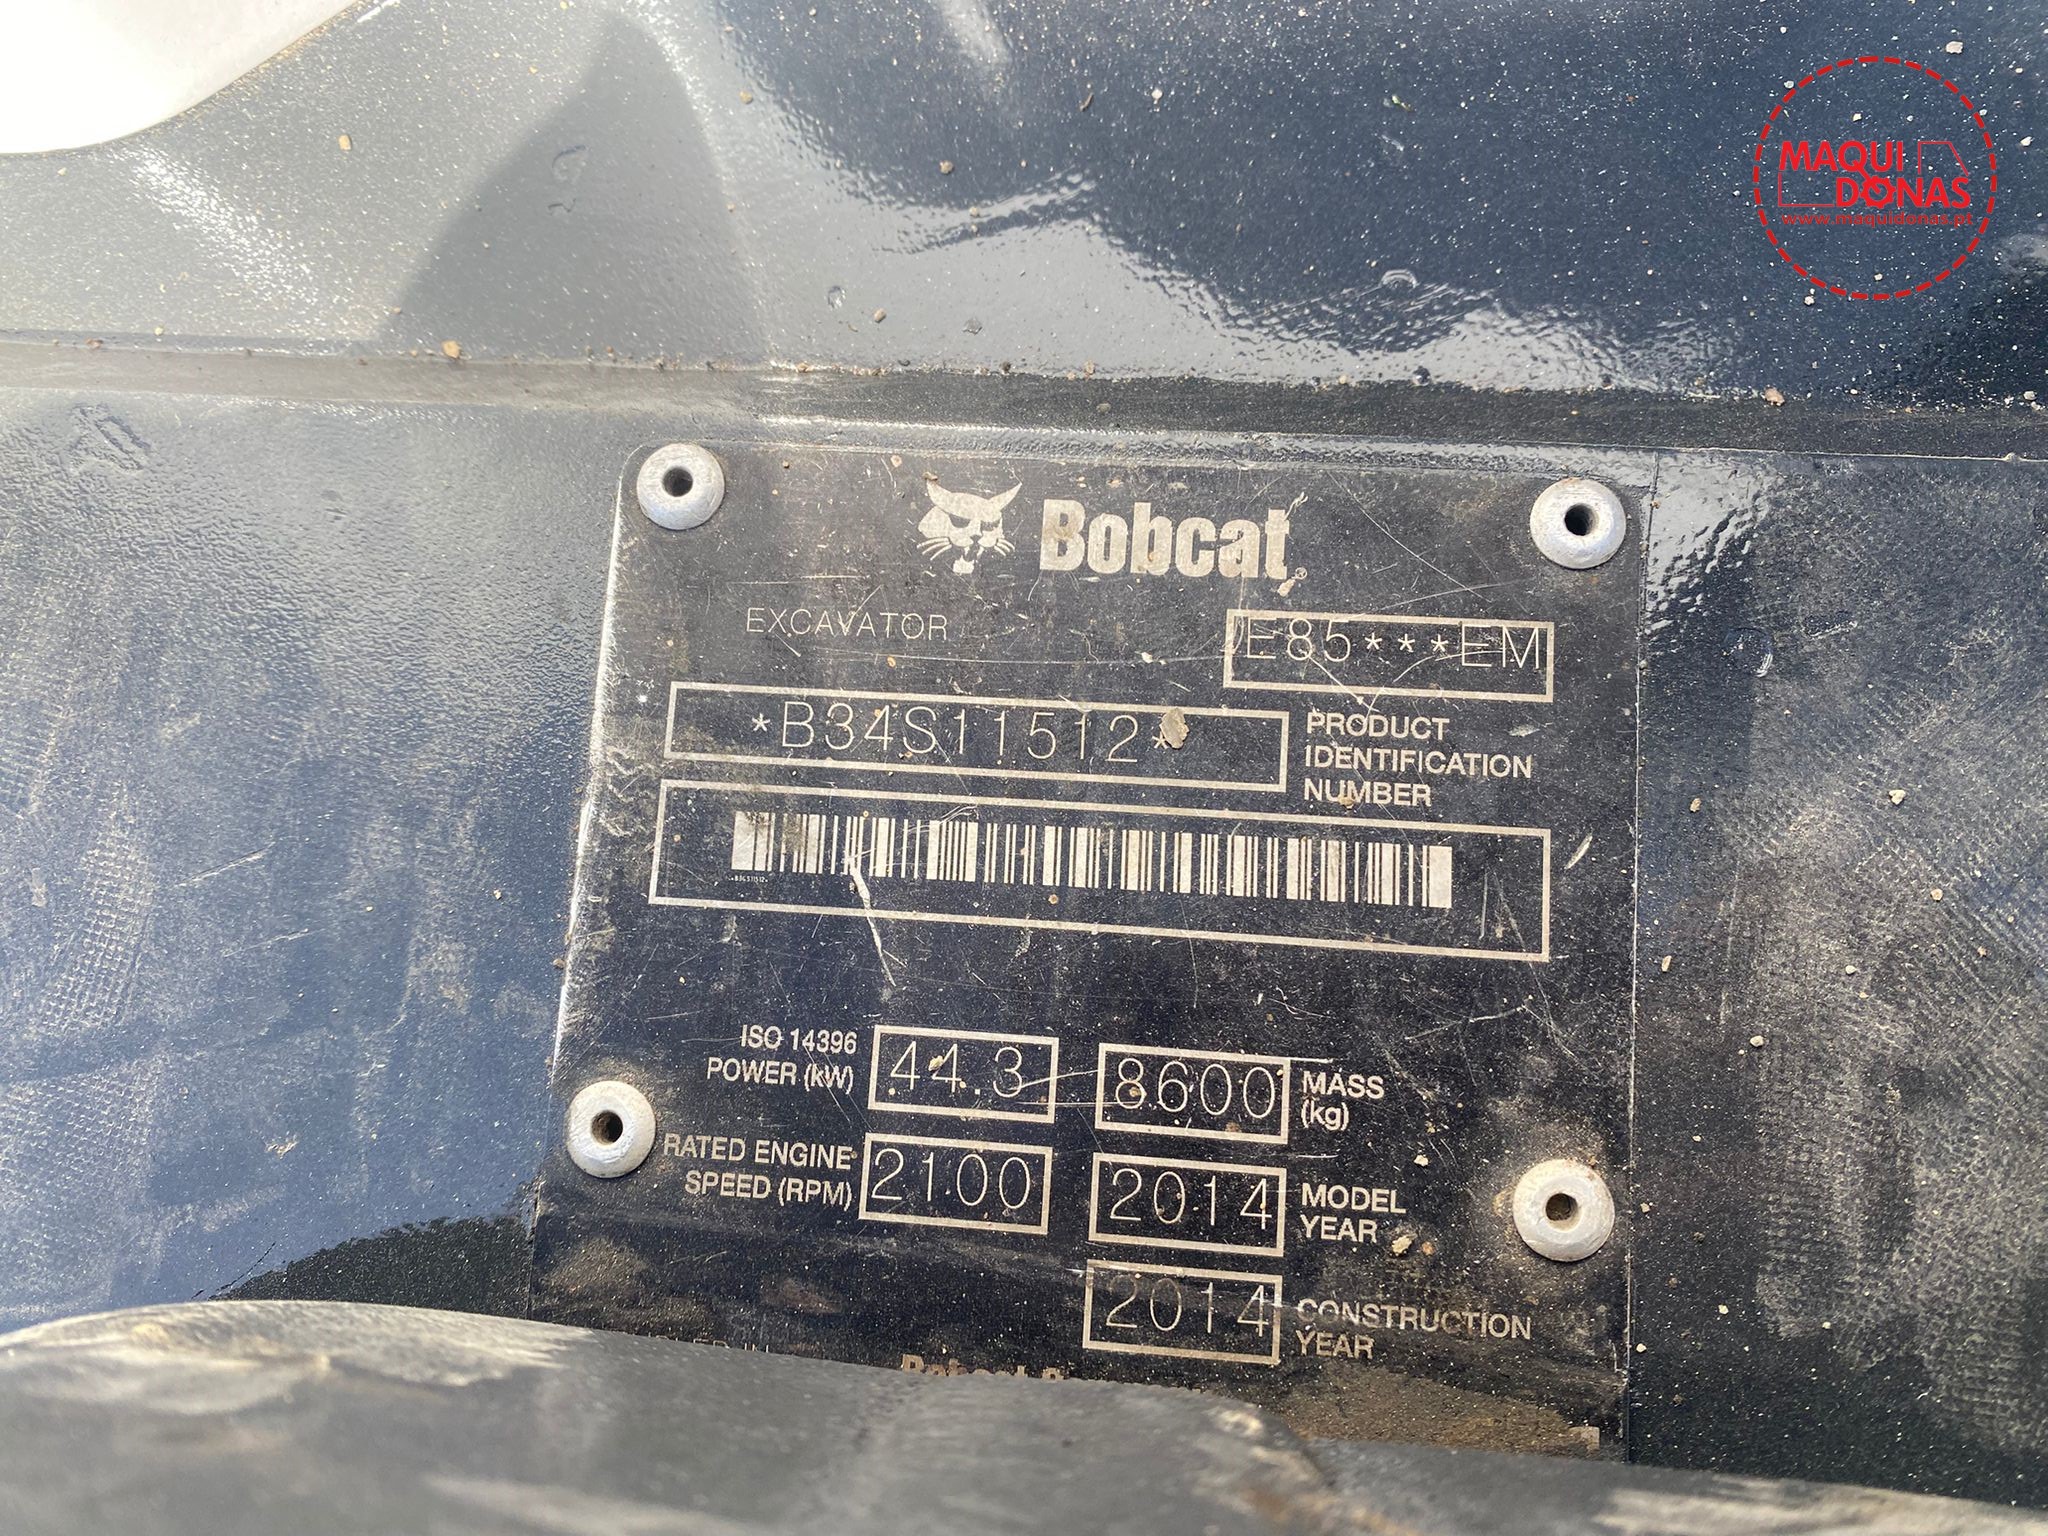 MAQUI
DONAS
www.maquidonas.pt
Bobcat
EXCAVATOR
E85***EM
*B34S11512*
PRODUCT
IDENTIFICATION
NUMBER
*B34S11512*
ISO 14396
POWER (kW)
44.3
8600
MASS
(kg)
RATED ENGINE
SPEED (RPM)
2100
2014
MODEL
YEAR
2014
CONSTRUCTION
YEAR